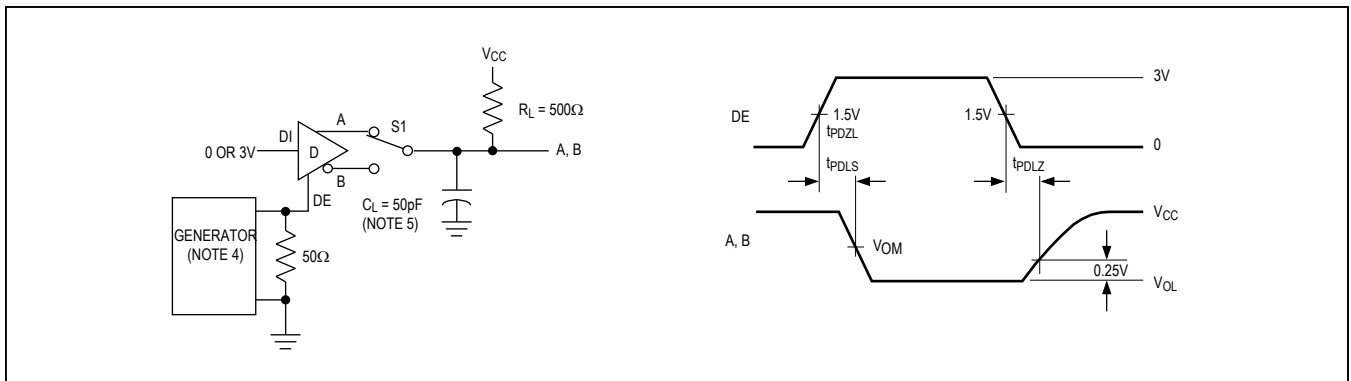 VCC
RL = 500Ω
A
S1
DI
0 OR 3V
D
A, B
B
DE
CL = 50pF
(NOTE 5)
GENERATOR
(NOTE 4)
50Ω
3V
DE
1.5V
1.5V
tPDZL
0
tPDLS
tPDLZ
VCC
A, B
VOM
0.25V
VOL